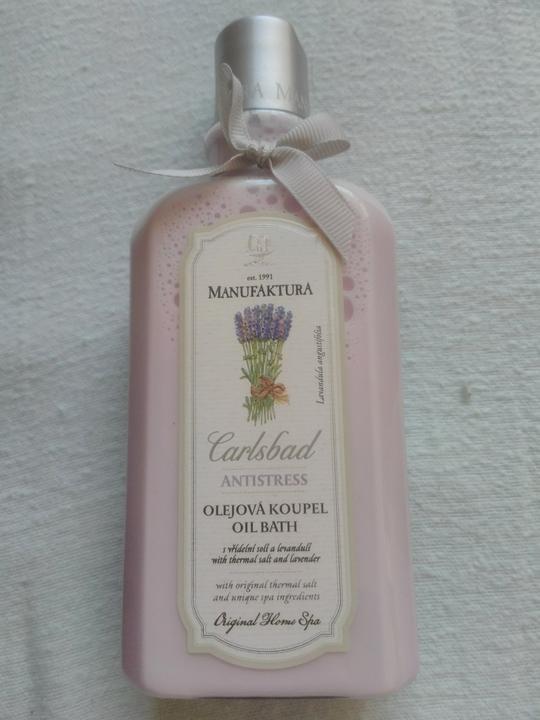 A MA
est. 1991
MANUFAKTURA
Lavandula angustifolia
Carlsbad
ANTISTRESS
OLEJOVÁ KOUPEL
OIL BATH
s vřídelní solí a levandulí
with thermal salt and lavender
with original thermal salt
and unique spa ingredients
Original Home Spa